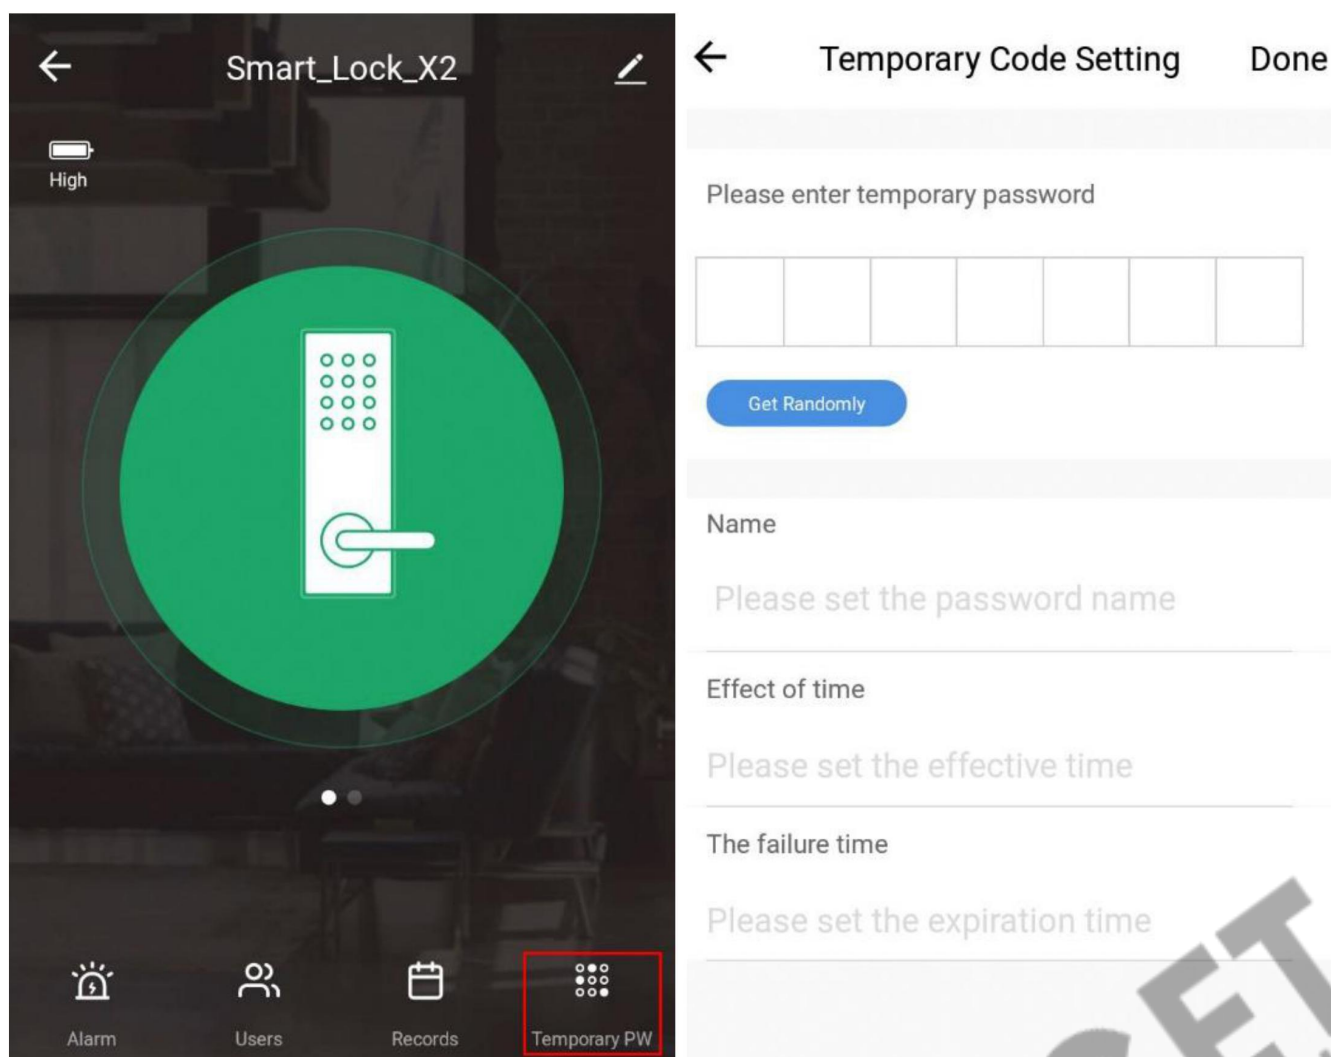 Smart_Lock_X2
High
Alarm
Users
Records
Temporary PW
Temporary Code Setting
Done
Please enter temporary password
Get Randomly
Name
Please set the password name
Effect of time
Please set the effective time
The failure time
Please set the expiration time